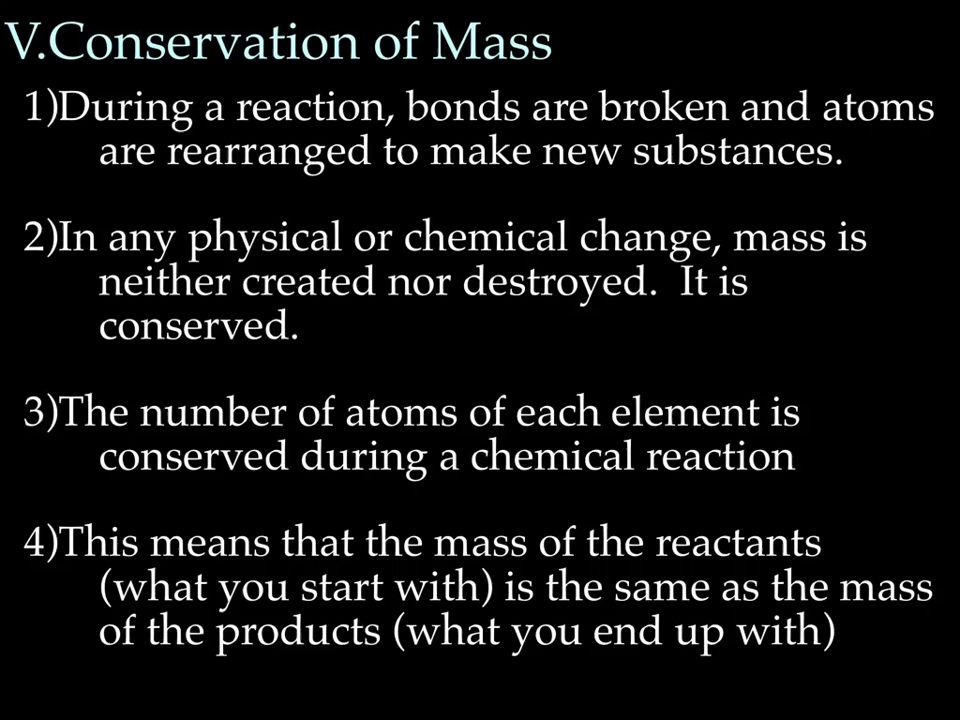 V.Conservation of Mass
1)During a reaction, bonds are broken and atoms
are rearranged to make new substances.
2)In any physical or chemical change, mass is
neither created nor destroyed.  It is
conserved.
3)The number of atoms of each element is
conserved during a chemical reaction
4)This means that the mass of the reactants
(what you start with) is the same as the mass
of the products (what you end up with)